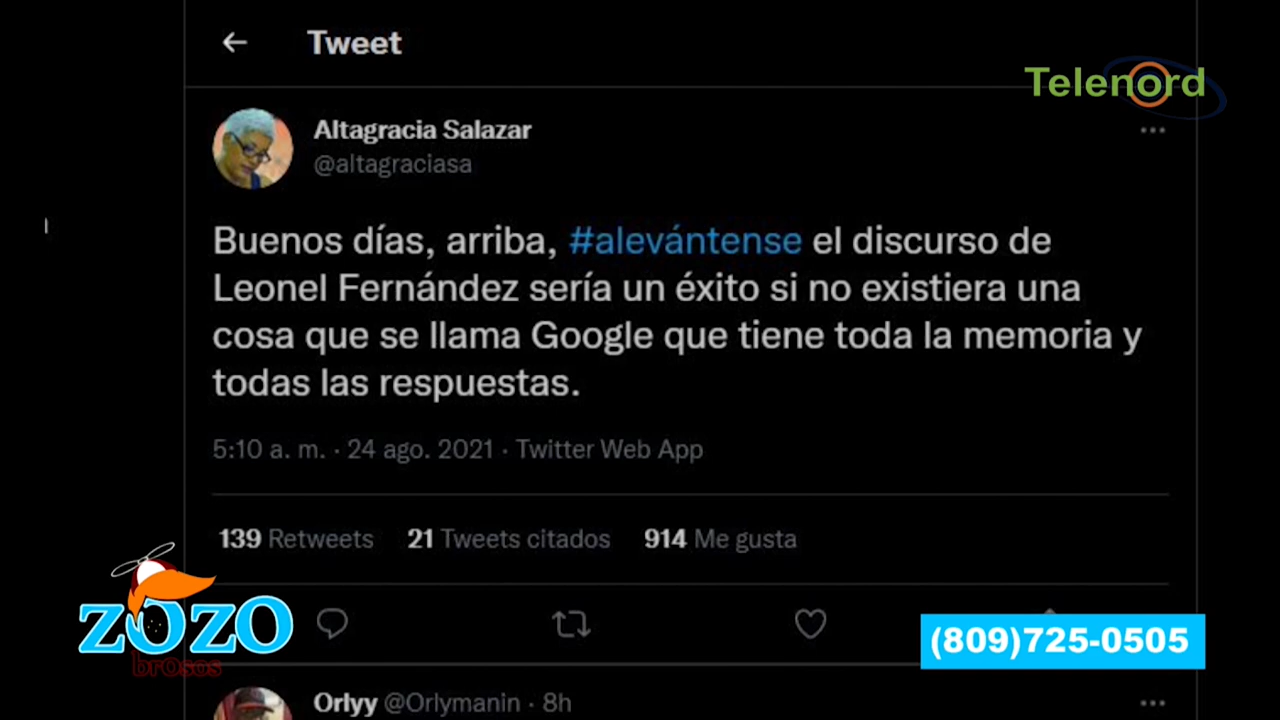 Tweet
Telenord
Altagracia Salazar
@altagraciasa
Buenos días, arriba, #alevántense el discurso de
Leonel Fernández sería un éxito si no existiera una
cosa que se llama Google que tiene toda la memoria y
todas las respuestas.
5:10 a. m. · 24 ago. 2021 · Twitter Web App
139 Retweets 21 Tweets citados 914 Me gusta
zOzO
brOsos
(809)725-0505
Orlyy @Orlymanin · 8h